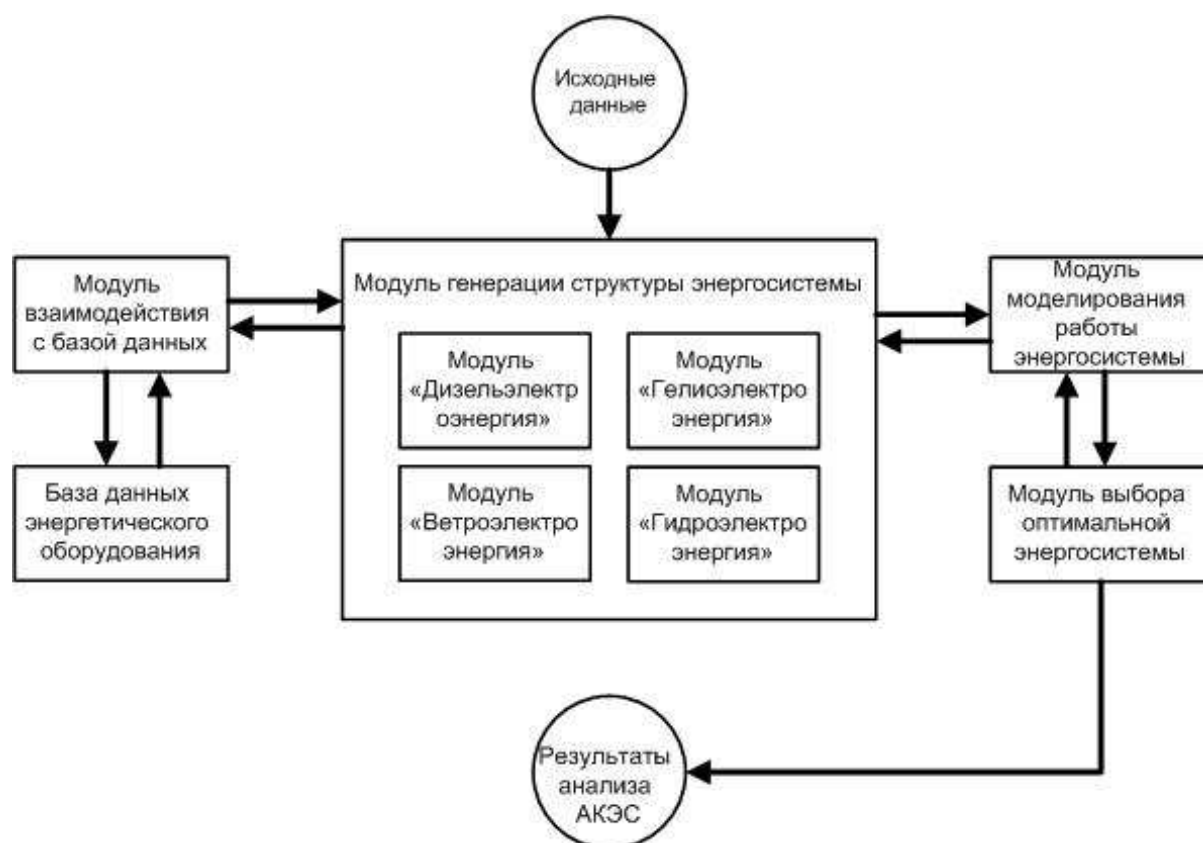 Исходные
данные
Модуль
взаимодействия
с базой данных
База данных
энергетического
оборудования
Модуль генерации структуры энергосистемы
Модуль
«Дизельэлектр
оэнергия»
Модуль
«Гелиоэлектро
энергия»
Модуль
«Ветроэлектро
энергия»
Модуль
«Гидроэлектро
энергия»
Модуль
моделирования
работы
энергосистемы
Модуль выбора
оптимальной
энергосистемы
Результаты
анализа
АКЭС